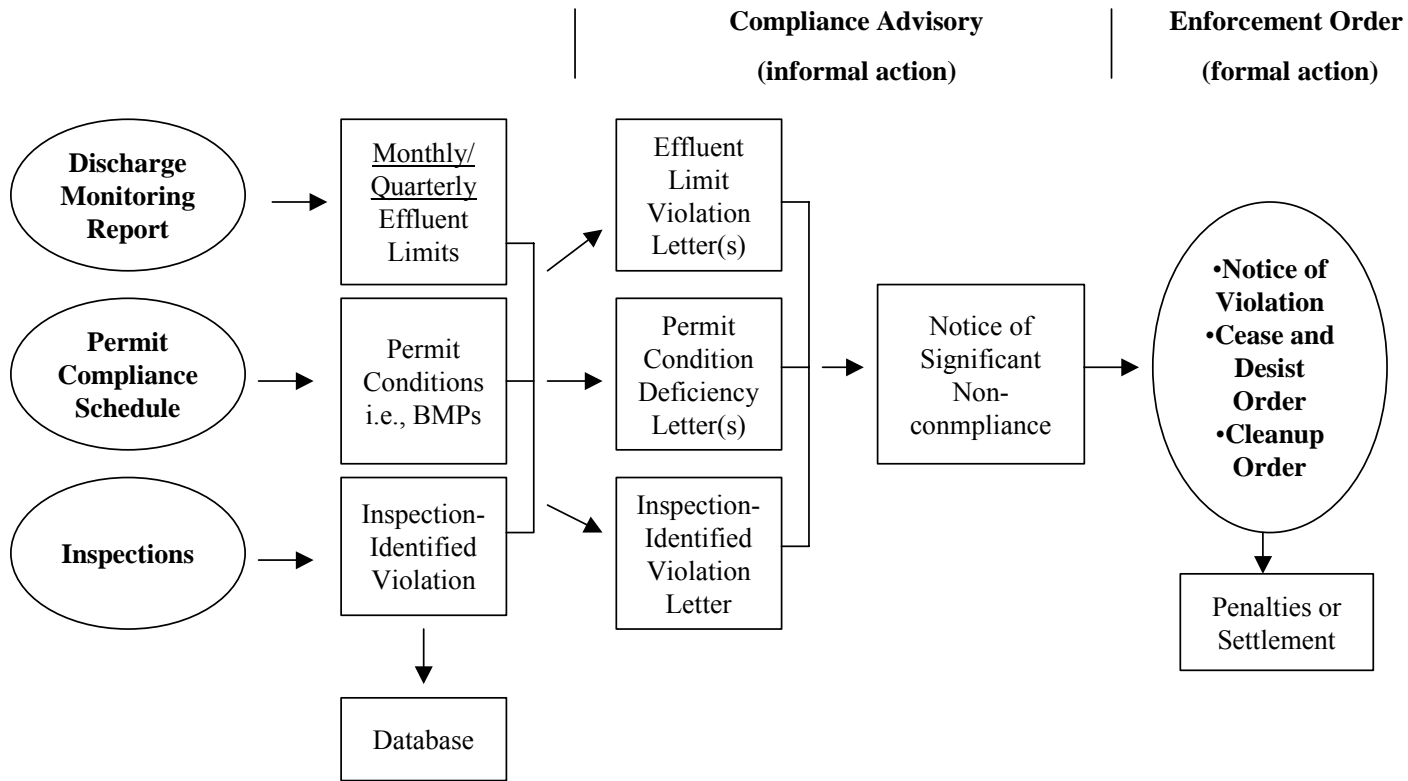 Compliance Advisory
(informal action)
Enforcement Order
(formal action)
Discharge
Monitoring
Report
Monthly/
Quarterly
Effluent
Limits
Effluent
Limit
Violation
Letter(s)
Permit
Compliance
Schedule
Permit
Conditions
i.e., BMPs
Permit
Condition
Deficiency
Letter(s)
Notice of
Significant
Non-
conmpliance
•Notice of
Violation
•Cease and
Desist
Order
•Cleanup
Order
Inspections
Inspection-
Identified
Violation
Inspection-
Identified
Violation
Letter
Penalties or
Settlement
Database